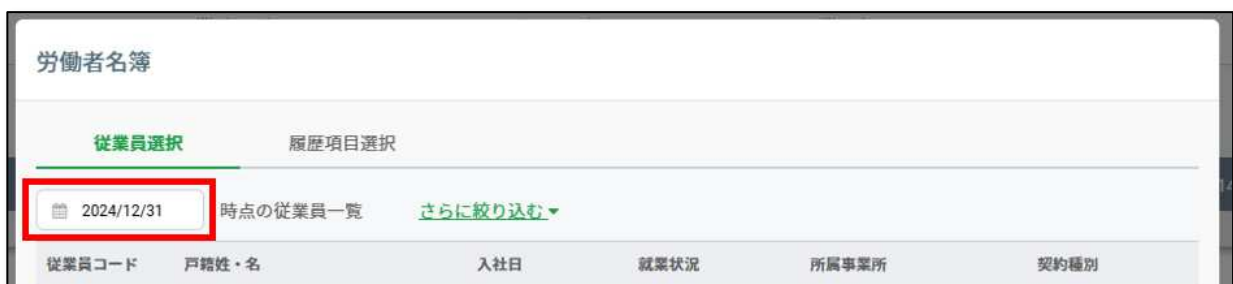 労働者名簿
従業員選択 履歴項目選択
2024/12/31 時点の従業員一覧 さらに絞り込む
従業員コード 戸籍姓・名 入社日 就業状況 所属事業所 契約種別